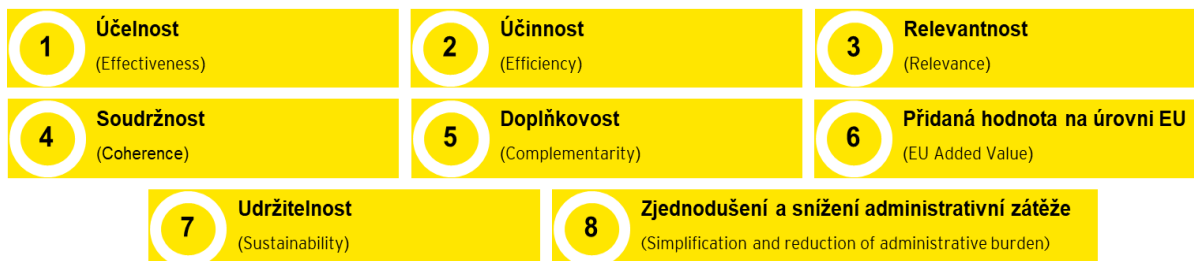 1
Účelnost
(Effectiveness)
2
Účinnost
(Efficiency)
3
Relevantnost
(Relevance)
4
Soudržnost
(Coherence)
5
Doplňkovost
(Complementarity)
6
Přidaná hodnota na úrovni EU
(EU Added Value)
7
Udržitelnost
(Sustainability)
8
Zjednodušení a snížení administrativní zátěže
(Simplification and reduction of administrative burden)